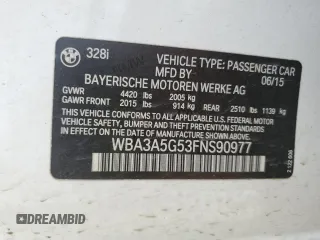 BMW
328i
VEHICLE TYPE: PASSENGER CAR
MFD BY
06/15
BAYERISCHE MOTOREN WERKE AG
GVWR 4420 lbs 2005 kg
GAWR FRONT 2015 lbs 914 kg REAR 2510 lbs 1139 kg
THIS VEHICLE CONFORMS TO ALL APPLICABLE U.S. FEDERAL
MOTOR VEHICLE SAFETY, BUMPER, AND THEFT PREVENTION
STANDARDS IN EFFECT ON THE DATE OF MANUFACTURE SHOWN ABOVE.
WBA3A5G53FNS90977
© AUTOBIDMASTER